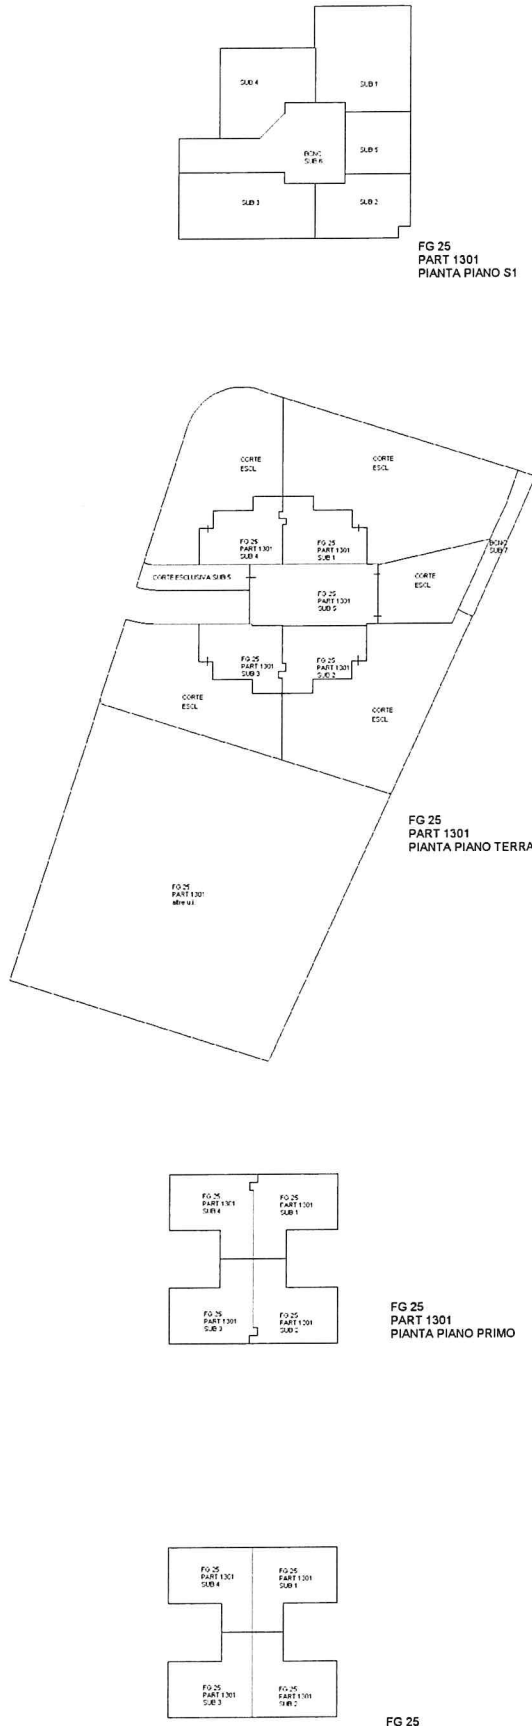 SUB 4
SUB 1
BCNC
SUB 6
SUB 5
SUB 3
SUB 2
FG 25
PART 1301
PIANTA PIANO S1
CORTE
ESCL
CORTE
ESCL
FG 25
PART 1301
SUB 4
FG 25
PART 1301
SUB 1
BCNC
SUB 7
CORTE ESCLUSIVA SUB 5
CORTE
ESCL
FG 25
PART 1301
SUB 5
FG 25
PART 1301
SUB 3
FG 25
PART 1301
SUB 2
CORTE
ESCL
CORTE
ESCL
FG 25
PART 1301
PIANTA PIANO TERRA
FG 25
PART 1301
altre u.i.
FG 25
PART 1301
SUB 4
FG 25
PART 1301
SUB 1
FG 25
PART 1301
SUB 3
FG 25
PART 1301
SUB 2
FG 25
PART 1301
PIANTA PIANO PRIMO
FG 25
PART 1301
SUB 4
FG 25
PART 1301
SUB 1
FG 25
PART 1301
SUB 3
FG 25
PART 1301
SUB 2
FG 25